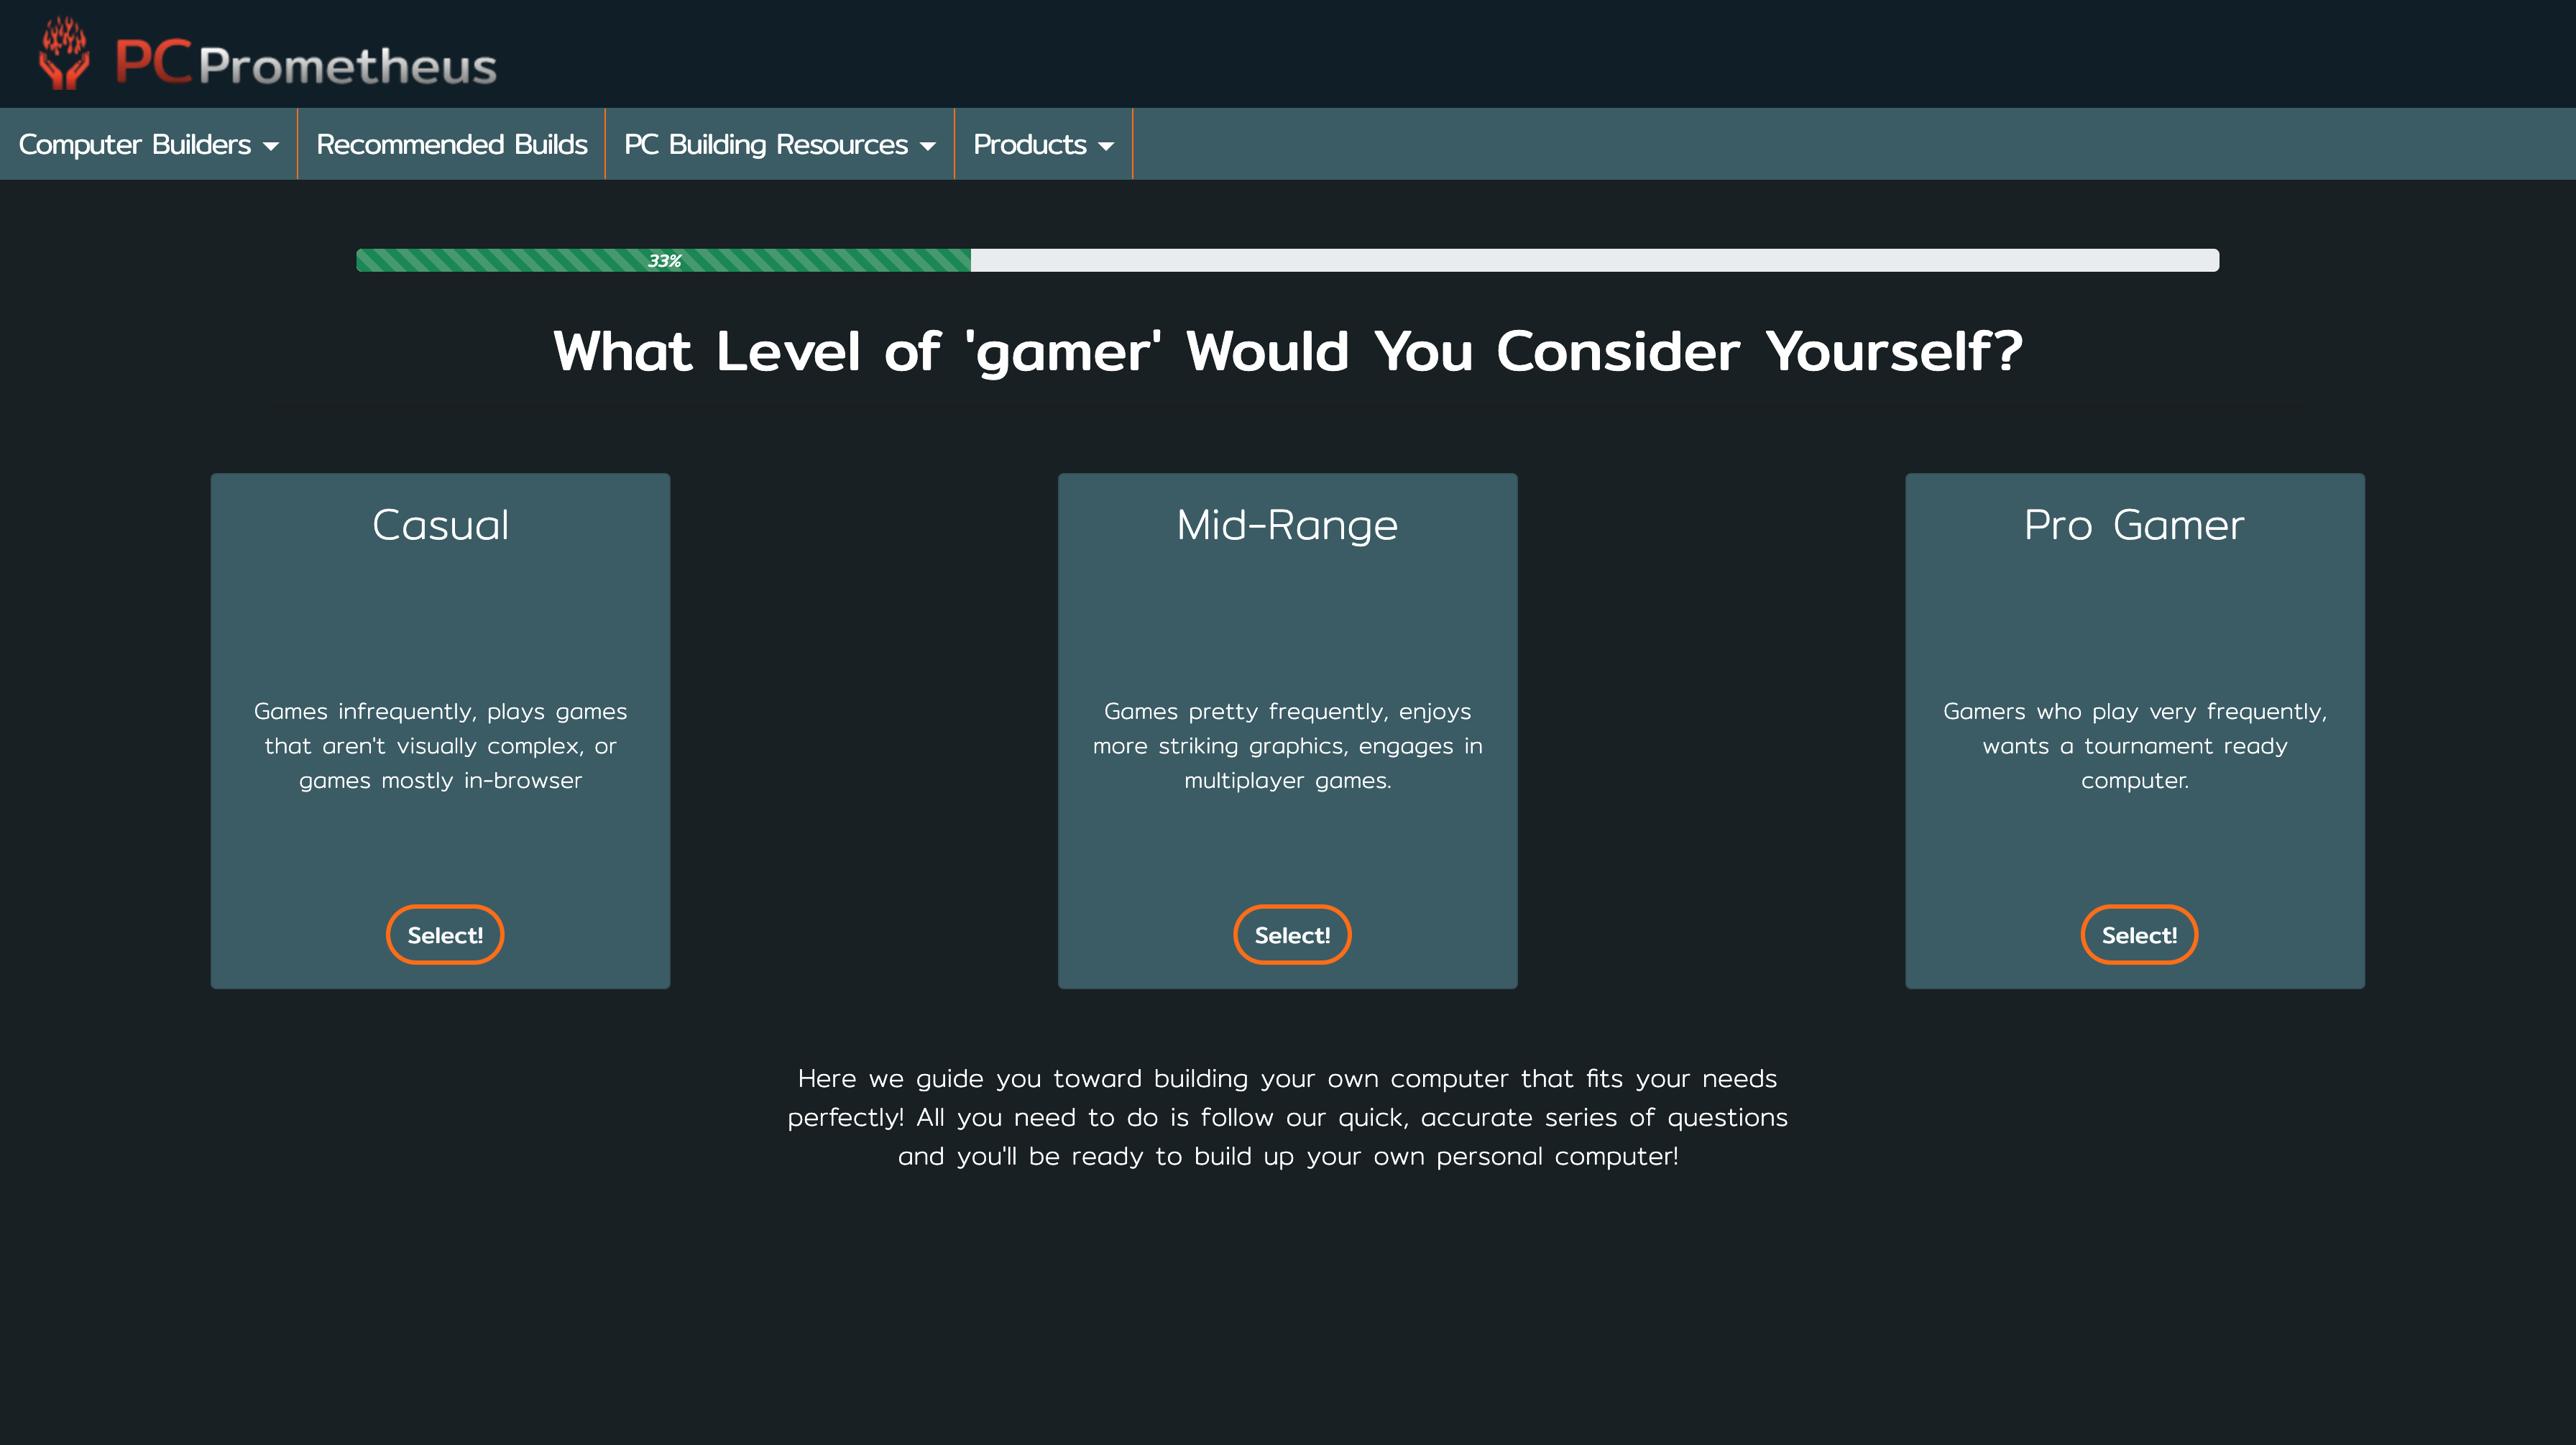 PC Prometheus
Computer Builders
Recommended Builds
PC Building Resources
Products
33%
What Level of 'gamer' Would You Consider Yourself?
Casual
Games infrequently, plays games
that aren't visually complex, or
games mostly in-browser
Select!
Mid-Range
Games pretty frequently, enjoys
more striking graphics, engages in
multiplayer games.
Select!
Pro Gamer
Gamers who play very frequently,
wants a tournament ready
computer.
Select!
Here we guide you toward building your own computer that fits your needs
perfectly! All you need to do is follow our quick, accurate series of questions
and you'll be ready to build up your own personal computer!